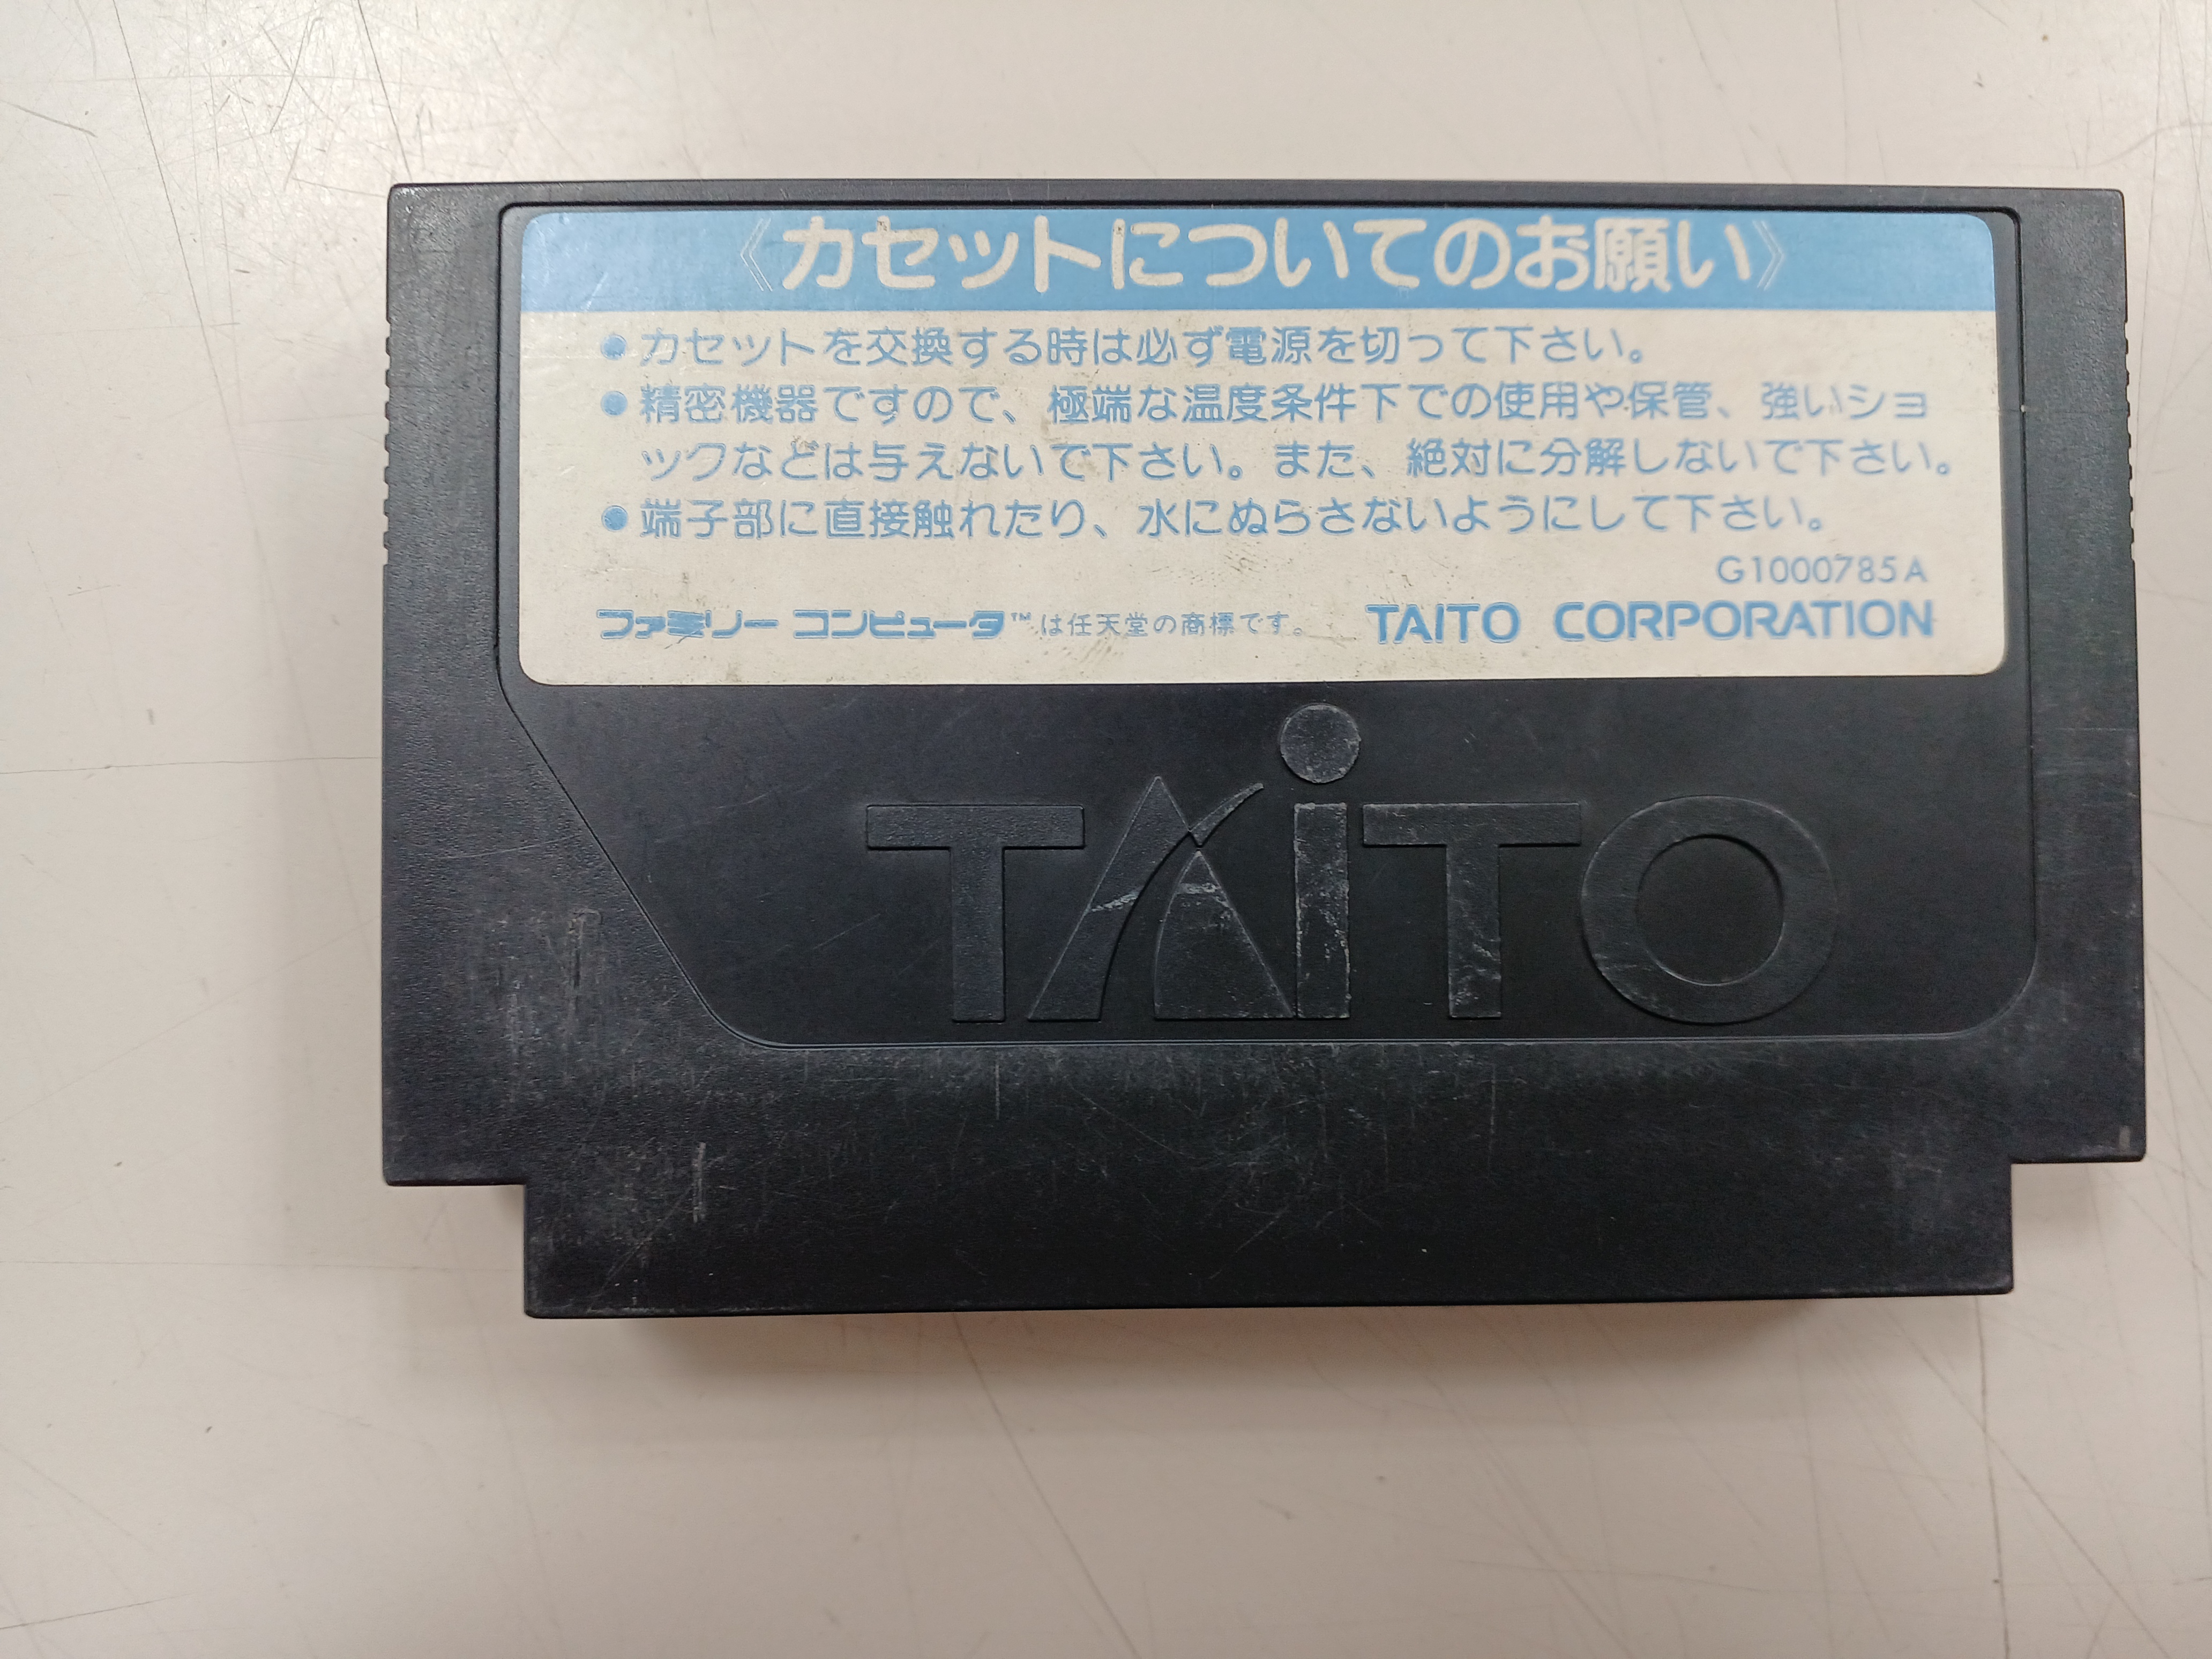 《カセットについてのお願い》
●カセットを交換する時は必ず電源を切って下さい。
●精密機器ですので、極端な温度条件下での使用や保管、強いショ
ックなどは与えないで下さい。また、絶対に分解しないで下さい。
●端子部に直接触れたり、水にぬらさないようにして下さい。
G1000785A
ファミリーコンピュータ™は任天堂の商標です。 TAITO CORPORATION
TAiTO